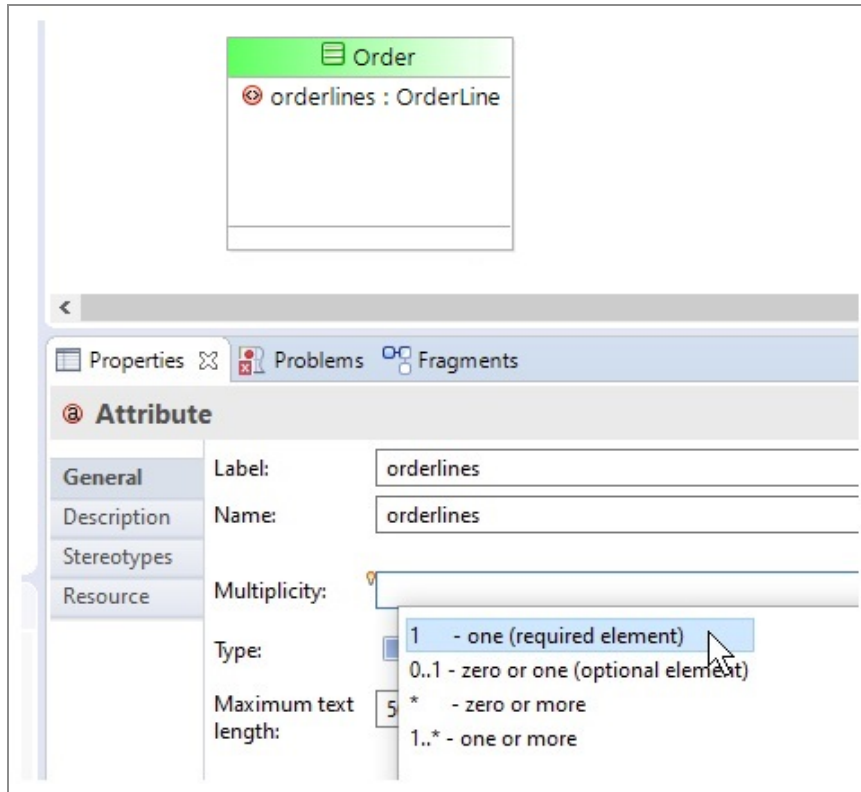 Order
orderlines : OrderLine
Properties Problems Fragments
Attribute
General
Description
Stereotypes
Resource
Label: orderlines
Name: orderlines
Multiplicity:
1 - one (required element)
0..1 - zero or one (optional element)
* - zero or more
1..* - one or more
Type:
Maximum text
length:
5